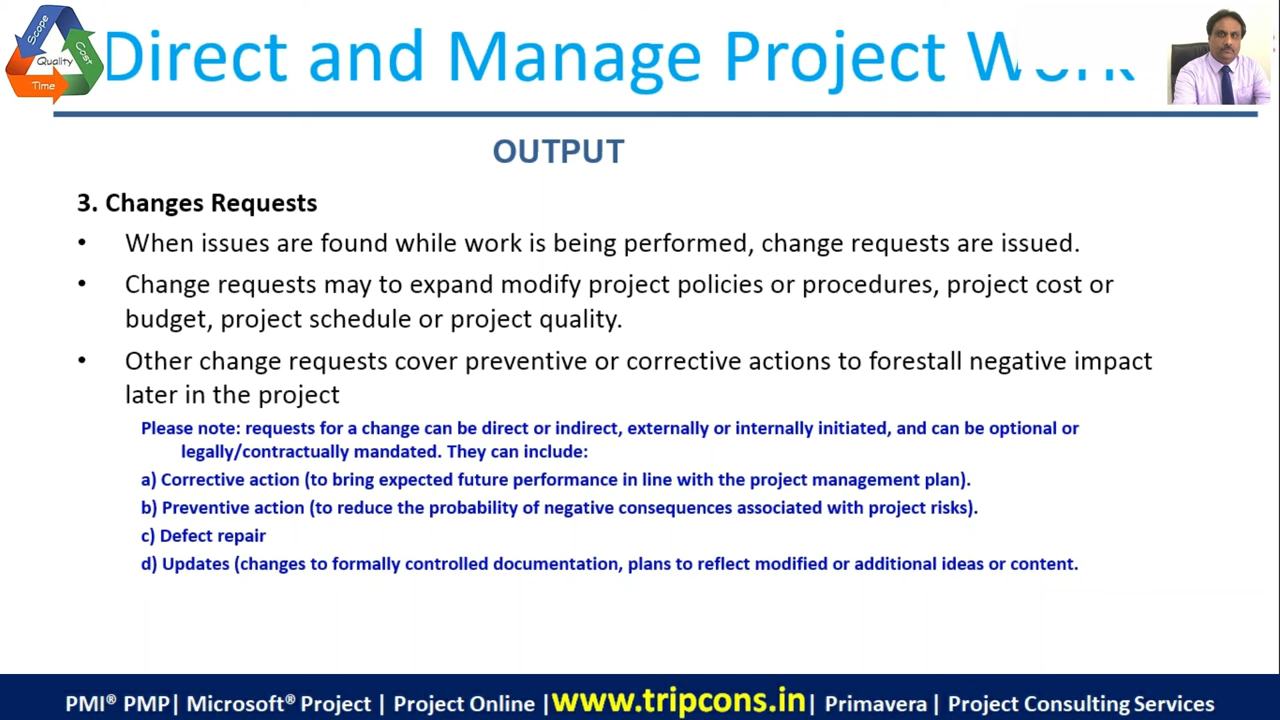 Scope
Cost
Quality
Time
Direct and Manage Project Work
OUTPUT
3. Changes Requests
• When issues are found while work is being performed, change requests are issued.
• Change requests may to expand modify project policies or procedures, project cost or
budget, project schedule or project quality.
• Other change requests cover preventive or corrective actions to forestall negative impact
later in the project
Please note: requests for a change can be direct or indirect, externally or internally initiated, and can be optional or
legally/contractually mandated. They can include:
a) Corrective action (to bring expected future performance in line with the project management plan).
b) Preventive action (to reduce the probability of negative consequences associated with project risks).
c) Defect repair
d) Updates (changes to formally controlled documentation, plans to reflect modified or additional ideas or content.
PMI® PMP| Microsoft® Project | Project Online |www.tripcons.in| Primavera | Project Consulting Services